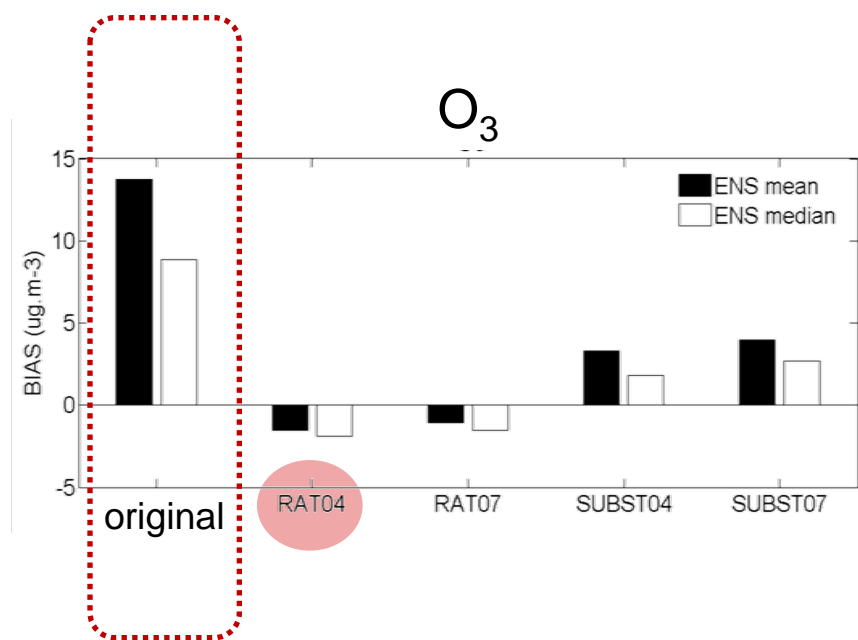 O₃
15
10
5
0
-5
BIAS (ug.m-3)
ENS mean
ENS median
original
RAT04
RAT07
SUBST04
SUBST07